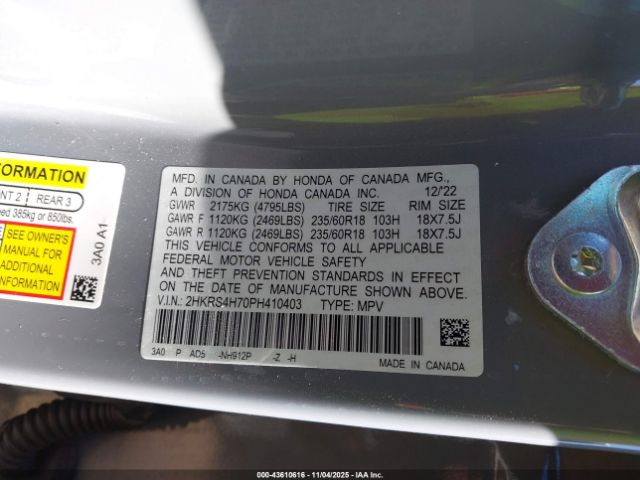 FORMATION
ONT 2 | REAR 3
eed 385kg or 850lbs.
SEE OWNER'S
MANUAL FOR
ADDITIONAL
INFORMATION
3A0 A1
MFD. IN CANADA BY HONDA OF CANADA MFG.,
A DIVISION OF HONDA CANADA INC. 12/'22
GVWR 2175KG (4795LBS) TIRE SIZE RIM SIZE
GAWR F 1120KG (2469LBS) 235/60R18 103H 18X7.5J
GAWR R 1120KG (2469LBS) 235/60R18 103H 18X7.5J
THIS VEHICLE CONFORMS TO ALL APPLICABLE
FEDERAL MOTOR VEHICLE SAFETY
AND THEFT PREVENTION STANDARDS IN EFFECT
ON THE DATE OF MANUFACTURE SHOWN ABOVE.
V.I.N.: 2HKRS4H70PH410403 TYPE: MPV
3A0 P AD5 -NH912P -Z -H
MADE IN CANADA
000-43610616 - 11/04/2025 - IAA Inc.